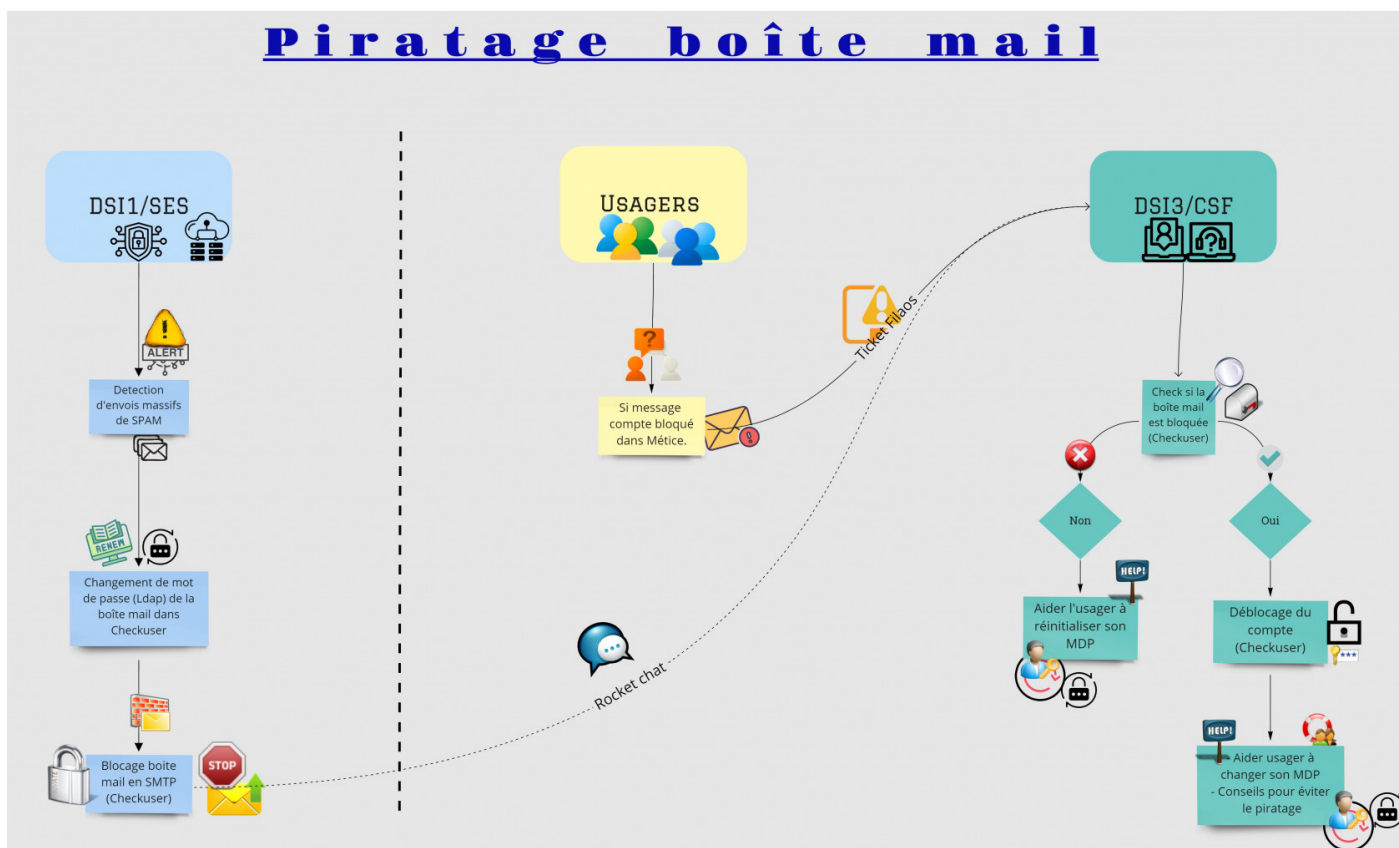 Piratage boîte mail
DSI1/SES
ALERT
Detection
d'envois massifs
de SPAM
RENEW
Changement de mot
de passe (Ldap) de la
boîte mail dans
Checkuser
Blocage boite
mail en SMTP
(Checkuser)
STOP
Rocket chat
USAGERS
?
Si message
compte bloqué
dans Métice.
Ticket Filaos
DSI3/CSF
Check si la
boîte mail
est bloquée
(Checkuser)
Non
HELP!
Aider l'usager à
réinitialiser son
MDP
Oui
Déblocage du
compte
(Checkuser)
***
HELP!
- Aider usager à
changer son MDP
- Conseils pour éviter
le piratage